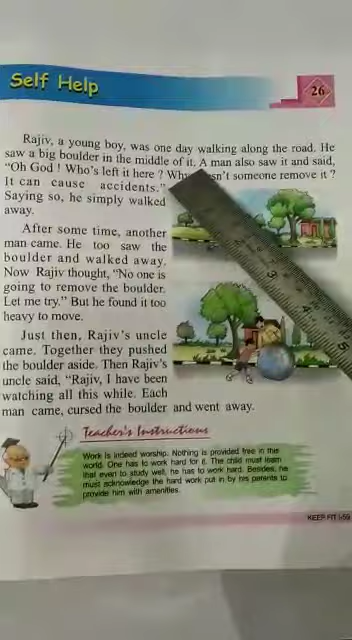 Self Help
26
Rajiv, a young boy, was one day walking along the road. He
saw a big boulder in the middle of it. A man also saw it and said,
"Oh God ! Who's left it here ? Why sn't someone remove it ?
It can cause accidents."
Saying so, he simply walked
away.
After some time, another
man came. He too saw the
boulder and walked away.
Now Rajiv thought, "No one is
going to remove the boulder.
Let me try." But he found it too
heavy to move.
Just then, Rajiv's uncle
came. Together they pushed
the boulder aside. Then Rajiv's
uncle said, "Rajiv, I have been
watching all this while. Each
man came, cursed the boulder and went away.
Teacher's Instructions
Work is indeed worship. Nothing is provided free in this
world. One has to work hard for it. The child must learn
that even to study well, he has to work hard. Besides, he
must acknowledge the hard work put in by his parents to
provide him with amenities.
KEEP FIT
3
4
5